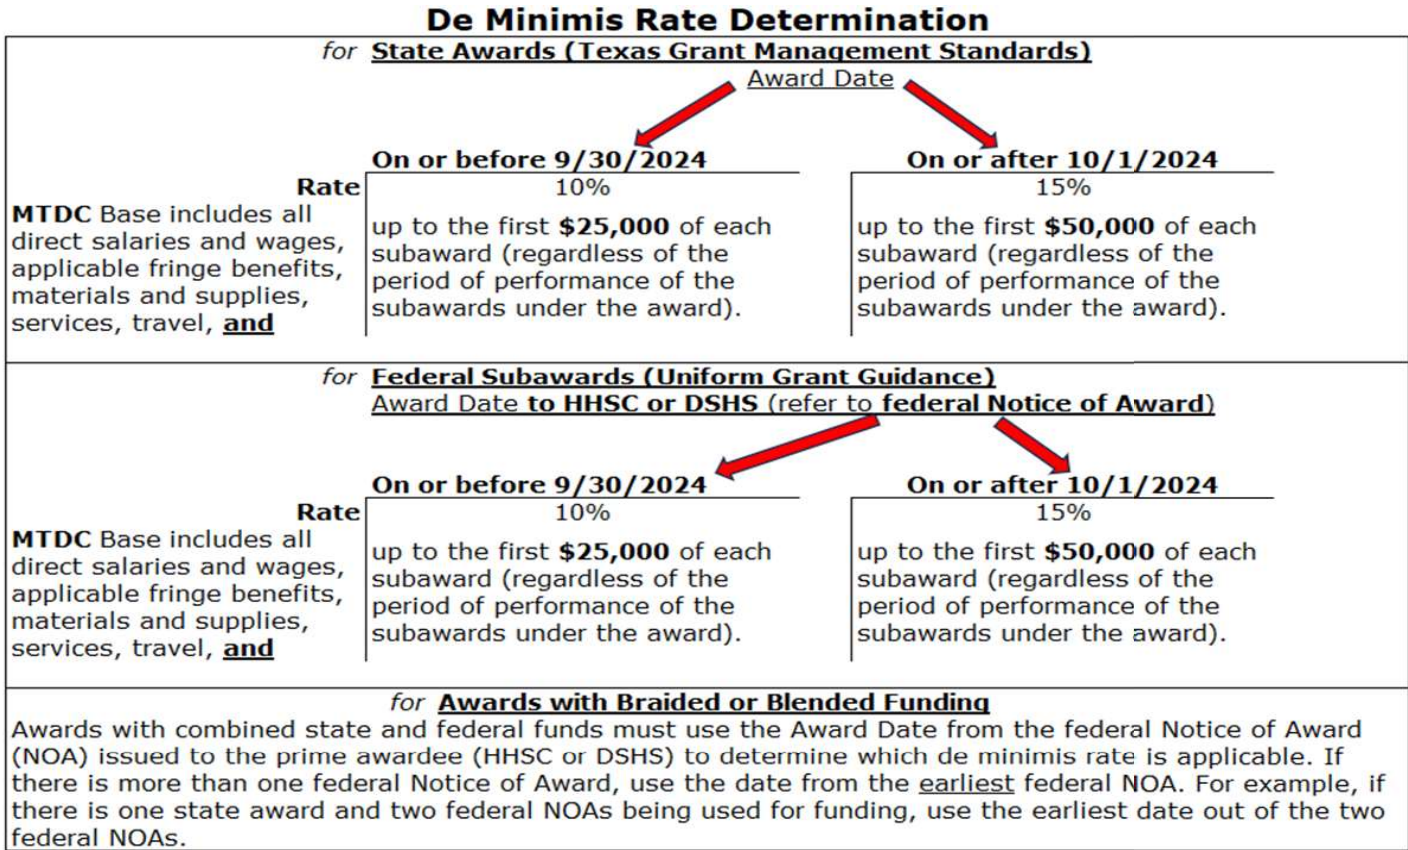 De Minimis Rate Determination
for State Awards (Texas Grant Management Standards)
Award Date
On or before 9/30/2024
On or after 10/1/2024
Rate
10%
15%
MTDC Base includes all
direct salaries and wages,
applicable fringe benefits,
materials and supplies,
services, travel, and
up to the first $25,000 of each
subaward (regardless of the
period of performance of the
subawards under the award).
up to the first $50,000 of each
subaward (regardless of the
period of performance of the
subawards under the award).
for Federal Subawards (Uniform Grant Guidance)
Award Date to HHSC or DSHS (refer to federal Notice of Award)
On or before 9/30/2024
On or after 10/1/2024
Rate
10%
15%
MTDC Base includes all
direct salaries and wages,
applicable fringe benefits,
materials and supplies,
services, travel, and
up to the first $25,000 of each
subaward (regardless of the
period of performance of the
subawards under the award).
up to the first $50,000 of each
subaward (regardless of the
period of performance of the
subawards under the award).
for Awards with Braided or Blended Funding
Awards with combined state and federal funds must use the Award Date from the federal Notice of Award
(NOA) issued to the prime awardee (HHSC or DSHS) to determine which de minimis rate is applicable. If
there is more than one federal Notice of Award, use the date from the earliest federal NOA. For example, if
there is one state award and two federal NOAs being used for funding, use the earliest date out of the two
federal NOAs.